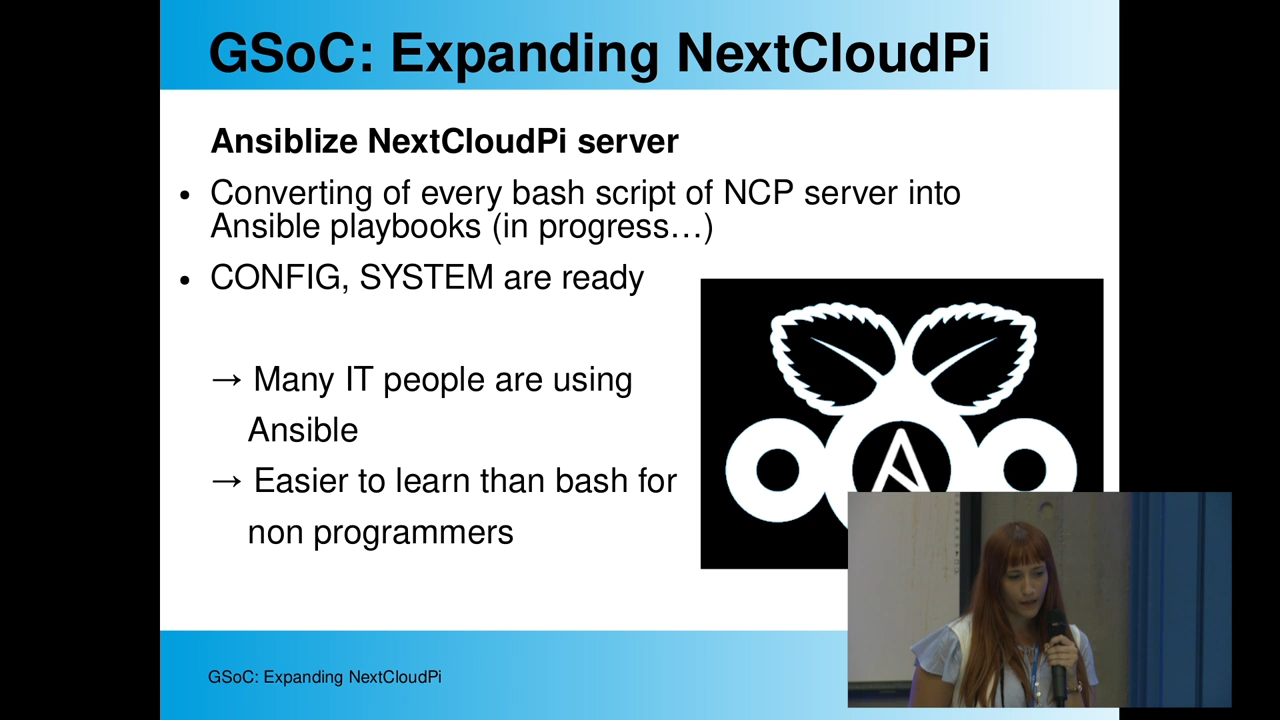 GSoC: Expanding NextCloudPi
Ansiblize NextCloudPi server
• Converting of every bash script of NCP server into
Ansible playbooks (in progress…)
• CONFIG, SYSTEM are ready
→ Many IT people are using
Ansible
→ Easier to learn than bash for
non programmers
GSoC: Expanding NextCloudPi